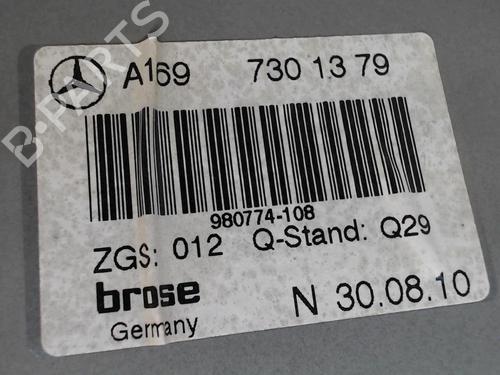 A169 730 13 79
980774-108
ZGS: 012 Q-Stand: Q29
brose
Germany
N 30.08.10
B-PARTS